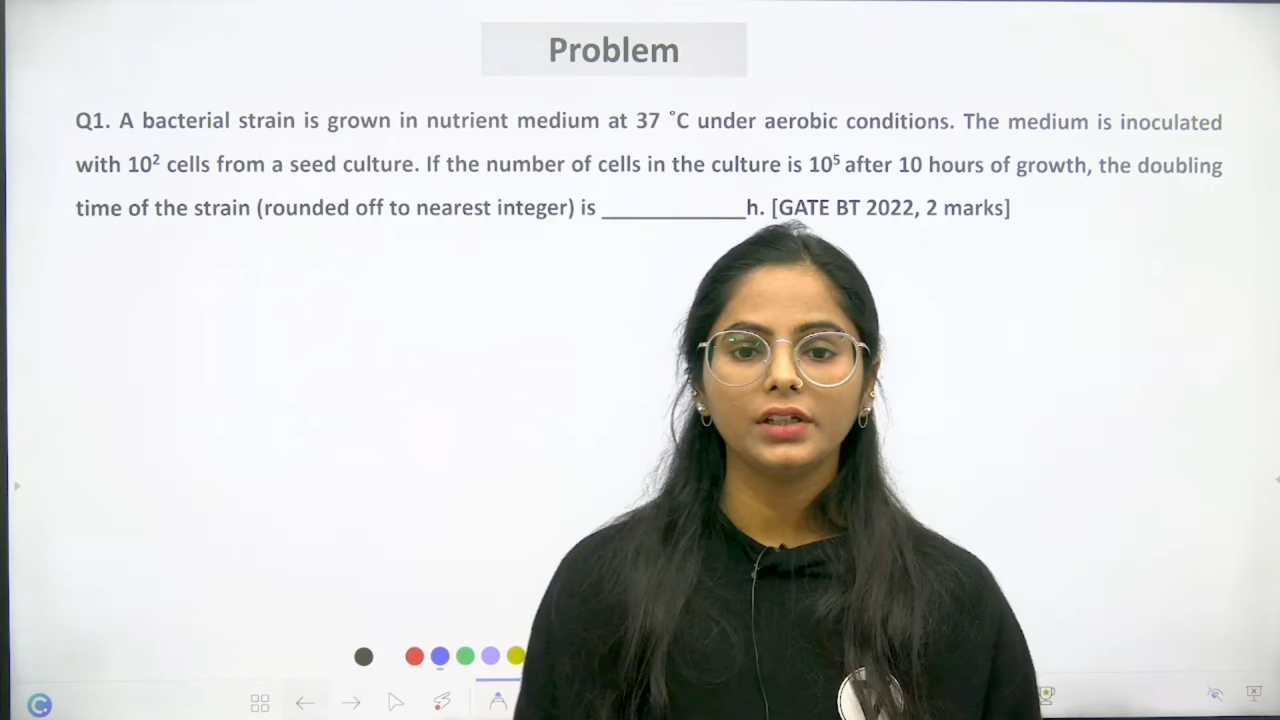 Problem
Q1. A bacterial strain is grown in nutrient medium at 37 ˚C under aerobic conditions. The medium is inoculated
with 10² cells from a seed culture. If the number of cells in the culture is 10⁵ after 10 hours of growth, the doubling
time of the strain (rounded off to nearest integer) is _____________h. [GATE BT 2022, 2 marks]